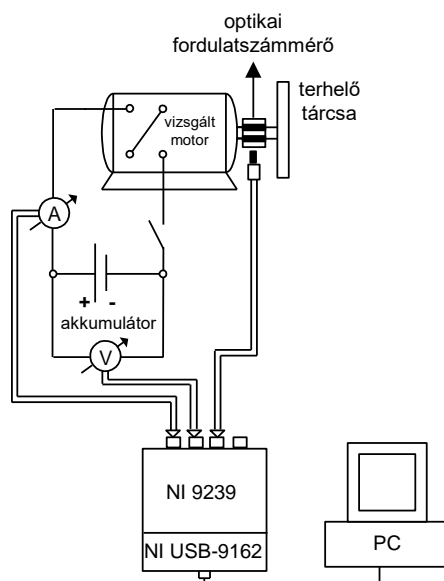 optikai
fordulatszámmérő
terhelő
tárcsa
vizsgált
motor
A
+ -
akkumulátor
V
NI 9239
NI USB-9162
PC